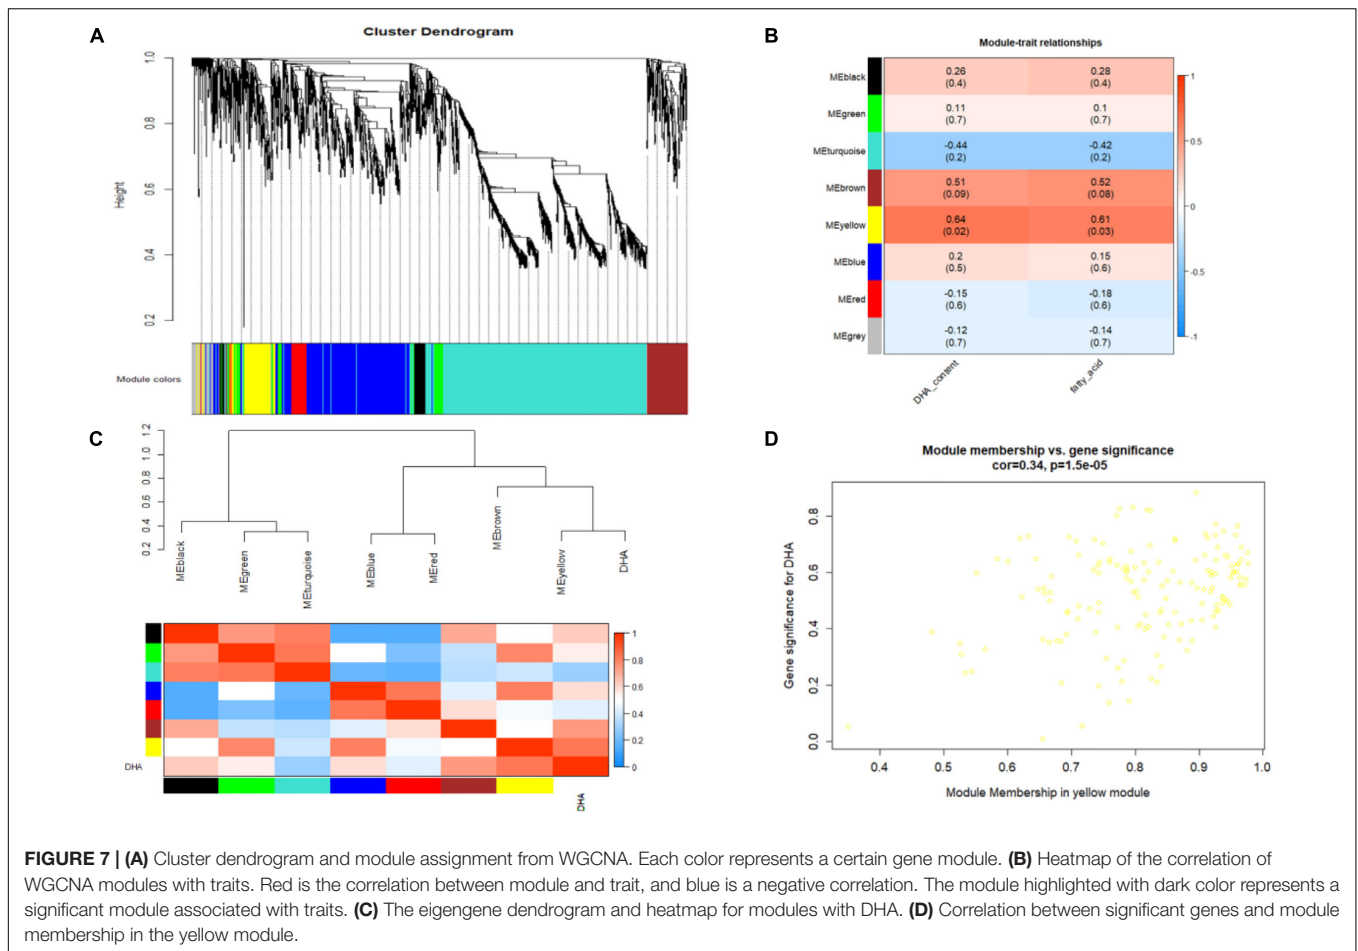 A
Cluster Dendrogram
Height
1.0
0.8
0.6
0.4
0.2
Module colors
B
Module-trait relationships
MEblack
0.26
(0.4)
0.28
(0.4)
MEgreen
0.11
(0.7)
0.1
(0.7)
MEturquoise
-0.44
(0.2)
-0.42
(0.2)
MEbrown
0.51
(0.09)
0.52
(0.08)
MEyellow
0.64
(0.02)
0.61
(0.03)
MEblue
0.2
(0.5)
0.15
(0.6)
MEred
-0.15
(0.6)
-0.18
(0.6)
MEgrey
-0.12
(0.7)
-0.14
(0.7)
DHA_content
fatty_acid
1
0.5
0
-0.5
-1
C
1.2
1.0
0.8
0.6
0.4
0.2
MEblack
MEgreen
MEturquoise
MEblue
MEred
MEbrown
MEyellow
DHA
DHA
DHA
1
0.8
0.6
0.4
0.2
0
D
Module membership vs. gene significance
cor=0.34, p=1.5e-05
Gene significance for DHA
0.8
0.6
0.4
0.2
0.0
0.4 0.5 0.6 0.7 0.8 0.9 1.0
Module Membership in yellow module
FIGURE 7 | (A) Cluster dendrogram and module assignment from WGCNA. Each color represents a certain gene module. (B) Heatmap of the correlation of
WGCNA modules with traits. Red is the correlation between module and trait, and blue is a negative correlation. The module highlighted with dark color represents a
significant module associated with traits. (C) The eigengene dendrogram and heatmap for modules with DHA. (D) Correlation between significant genes and module
membership in the yellow module.